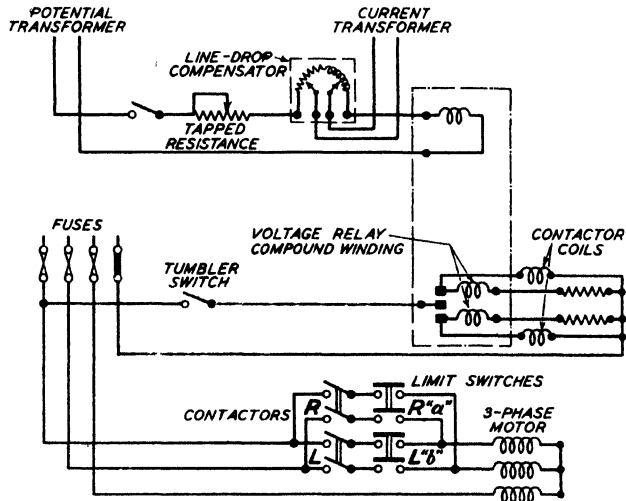 POTENTIAL
TRANSFORMER
CURRENT
TRANSFORMER
LINE-DROP
COMPENSATOR
TAPPED
RESISTANCE
FUSES
VOLTAGE RELAY
COMPOUND WINDING
CONTACTOR
COILS
TUMBLER
SWITCH
LIMIT SWITCHES
CONTACTORS
R
R"a"
L
L"b"
3-PHASE
MOTOR